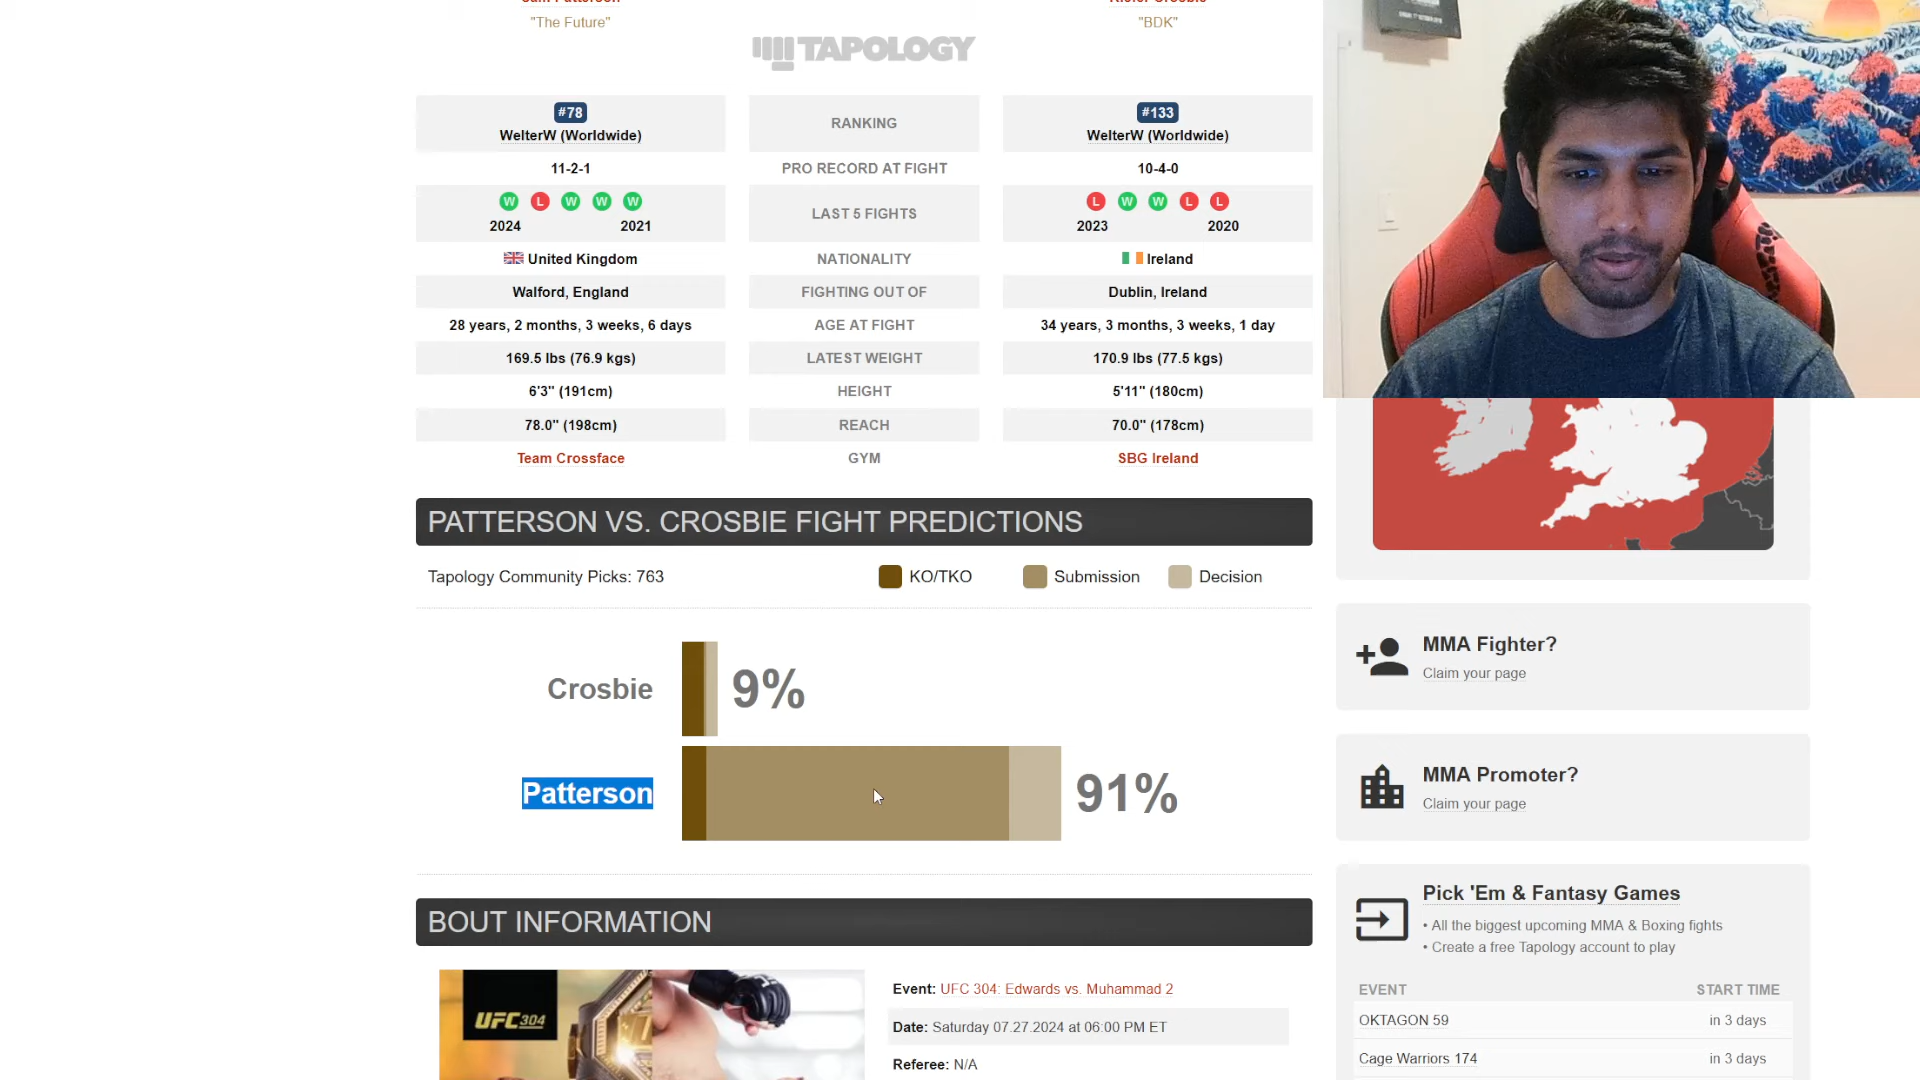 "The Future"
"BDK"
TAPOLOGY
#78
WelterW (Worldwide)
RANKING
#133
WelterW (Worldwide)
11-2-1
PRO RECORD AT FIGHT
10-4-0
W L W W W
2024 2021
LAST 5 FIGHTS
L W W L L
2023 2020
United Kingdom
NATIONALITY
Ireland
Walford, England
FIGHTING OUT OF
Dublin, Ireland
28 years, 2 months, 3 weeks, 6 days
AGE AT FIGHT
34 years, 3 months, 3 weeks, 1 day
169.5 lbs (76.9 kgs)
LATEST WEIGHT
170.9 lbs (77.5 kgs)
6'3" (191cm)
HEIGHT
5'11" (180cm)
78.0" (198cm)
REACH
70.0" (178cm)
Team Crossface
GYM
SBG Ireland
PATTERSON VS. CROSBIE FIGHT PREDICTIONS
Tapology Community Picks: 763
KO/TKO
Submission
Decision
Crosbie
9%
Patterson
91%
BOUT INFORMATION
UFC 304
Event: UFC 304: Edwards vs. Muhammad 2
Date: Saturday 07.27.2024 at 06:00 PM ET
Referee: N/A
MMA Fighter?
Claim your page
MMA Promoter?
Claim your page
Pick 'Em & Fantasy Games
• All the biggest upcoming MMA & Boxing fights
• Create a free Tapology account to play
EVENT START TIME
OKTAGON 59 in 3 days
Cage Warriors 174 in 3 days